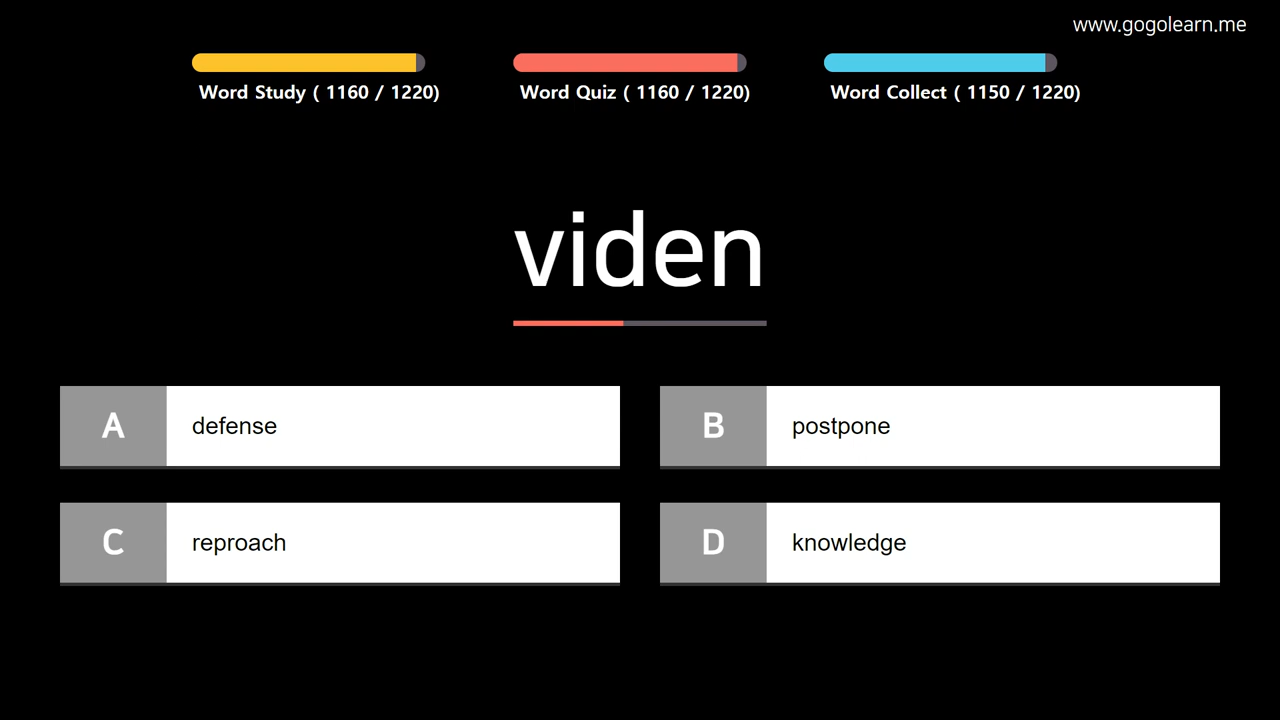 www.gogolearn.me
Word Study ( 1160 / 1220)
Word Quiz ( 1160 / 1220)
Word Collect ( 1150 / 1220)
viden
A defense
B postpone
C reproach
D knowledge